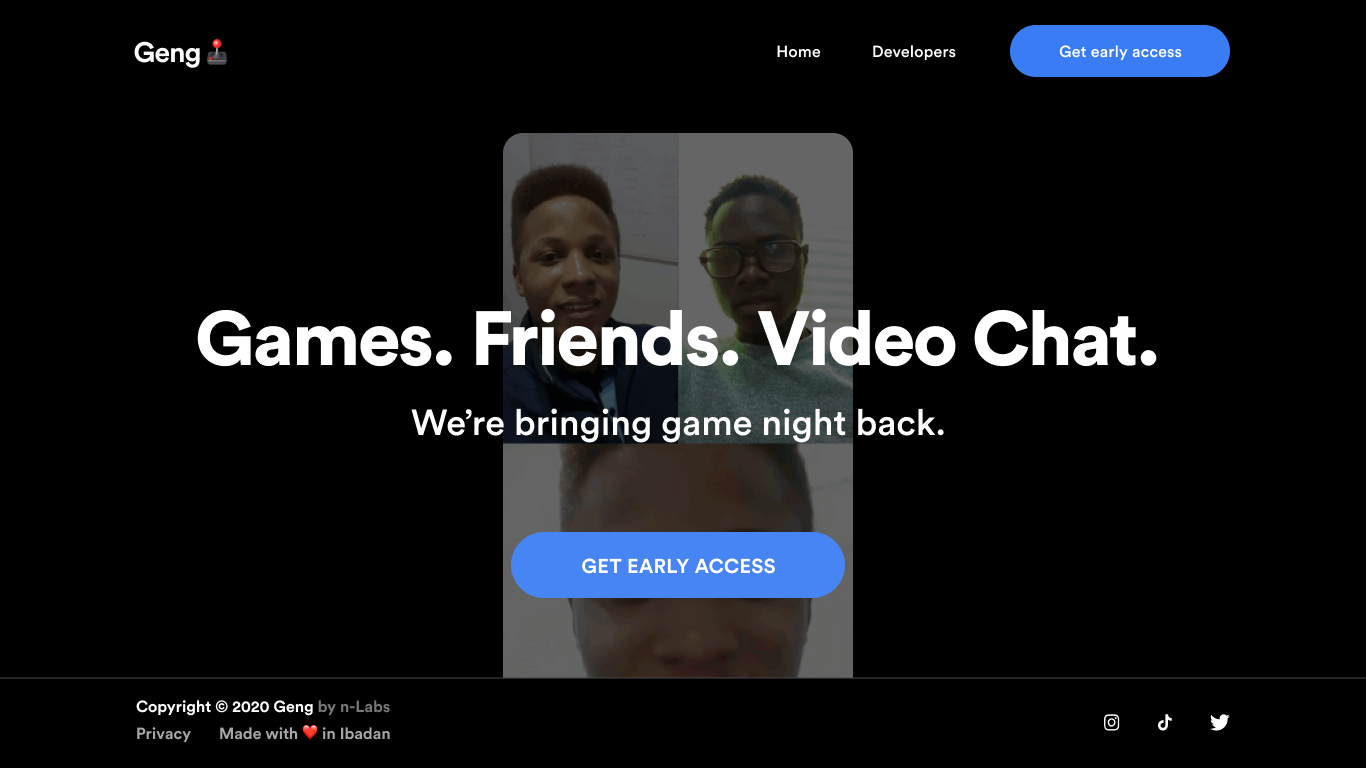 Geng 🕹️
Home Developers Get early access
Games. Friends. Video Chat.
We’re bringing game night back.
GET EARLY ACCESS
Copyright © 2020 Geng by n-Labs
Privacy Made with ❤️ in Ibadan